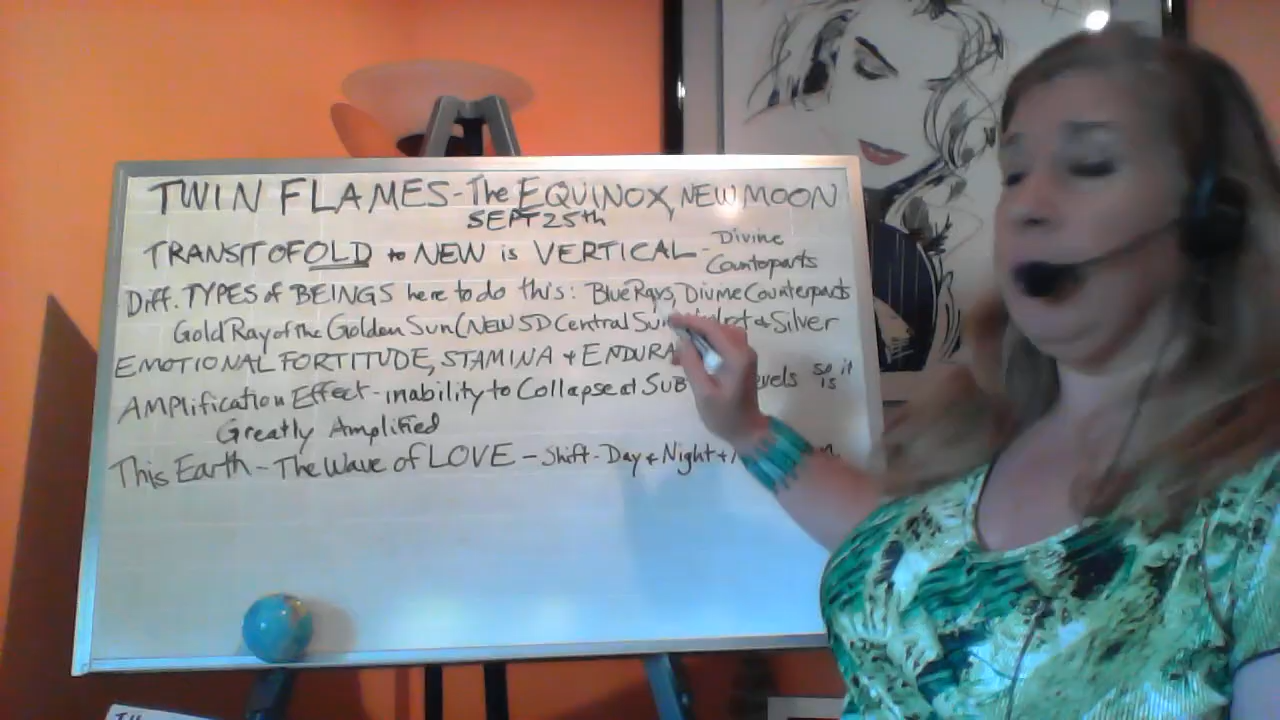 TWIN FLAMES - The EQUINOX, NEW MOON
SEPT 25th
TRANSIT OF OLD to NEW is VERTICAL - Divine
Counterparts
Diff. TYPES of BEINGS here to do this: Blue Rays, Divine Counterparts
Gold Ray of the Golden Sun (NEW 5D Central & Silver
EMOTIONAL FORTITUDE, STAMINA +
AMPlification Effect - inability to Collapse at SUB so it
is
Greatly Amplified
This Earth - The Wave of LOVE - Shift - Day + Night +